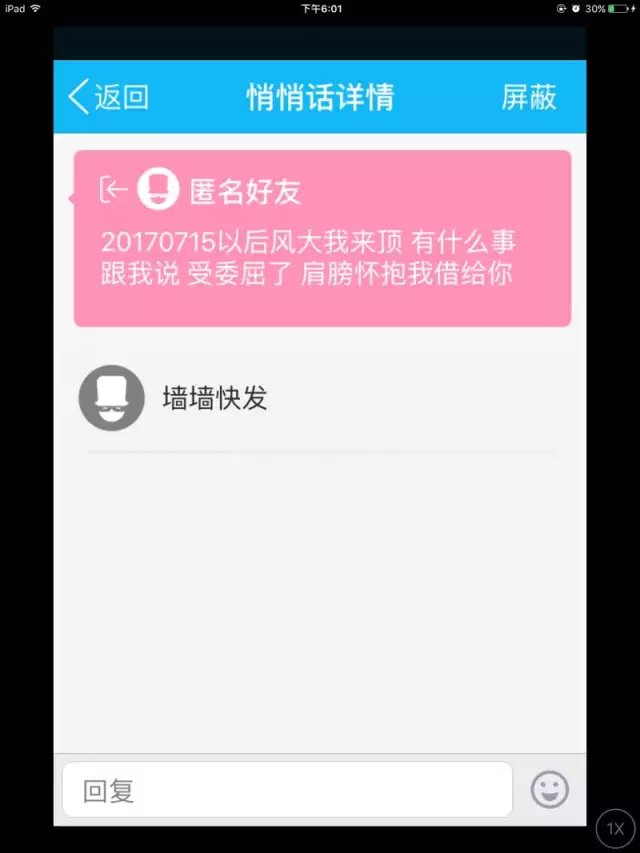 iPad 下午6:01 30%
返回 悄悄话详情 屏蔽
匿名好友
20170715以后风大我来顶 有什么事
跟我说 受委屈了 肩膀怀抱我借给你
墙墙快发
回复
1X